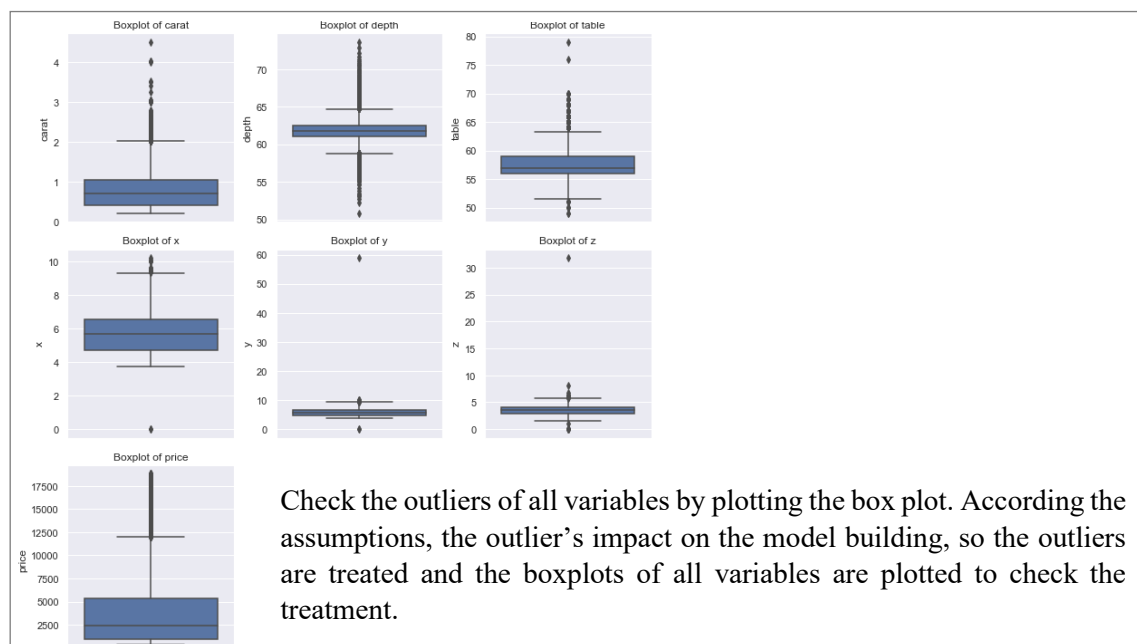 Boxplot of carat
4
3
2
1
0
carat
Boxplot of depth
70
65
60
55
50
depth
Boxplot of table
80
75
70
65
60
55
50
table
Boxplot of x
10
8
6
4
2
0
x
Boxplot of y
60
50
40
30
20
10
0
y
Boxplot of z
30
25
20
15
10
5
0
z
Boxplot of price
17500
15000
12500
10000
7500
5000
2500
price
Check the outliers of all variables by plotting the box plot. According the
assumptions, the outlier’s impact on the model building, so the outliers
are treated and the boxplots of all variables are plotted to check the
treatment.